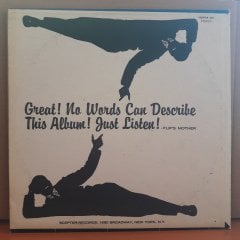 Great! No Words Can Describe
This Album! Just Listen! -FLIP'S MOTHER
SCEPTER RECORDS, 1650 BROADWAY, NEW YORK, N.Y.